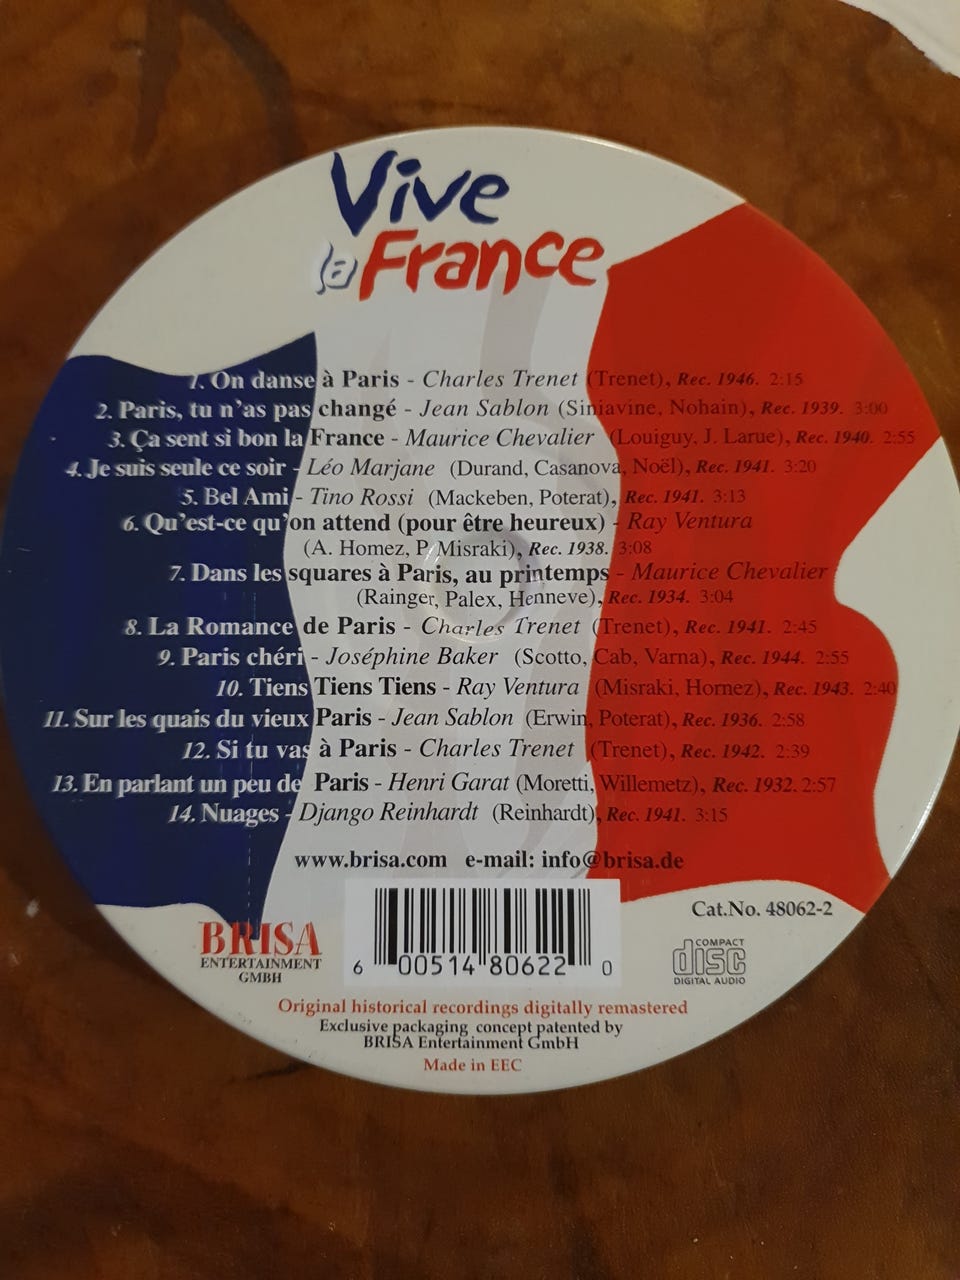 Vive
la France
1. On danse à Paris - Charles Trenet (Trenet), Rec. 1946. 2:15
2. Paris, tu n'as pas changé - Jean Sablon (Siniavine, Nohain), Rec. 1939. 3:00
3. Ça sent si bon la France - Maurice Chevalier (Louiguy, J. Larue), Rec. 1940. 2:55
4. Je suis seule ce soir - Léo Marjane (Durand, Casanova, Noël), Rec. 1941. 3:20
5. Bel Ami - Tino Rossi (Mackeben, Poterat), Rec. 1941. 3:13
6. Qu'est-ce qu'on attend (pour être heureux) - Ray Ventura
(A. Homez, P. Misraki), Rec. 1938. 3:08
7. Dans les squares à Paris, au printemps - Maurice Chevalier
(Rainger, Palex, Henneve), Rec. 1934. 3:04
8. La Romance de Paris - Charles Trenet (Trenet), Rec. 1941. 2:45
9. Paris chéri - Joséphine Baker (Scotto, Cab, Varna), Rec. 1944. 2:55
10. Tiens Tiens Tiens - Ray Ventura (Misraki, Hornez), Rec. 1943. 2:40
11. Sur les quais du vieux Paris - Jean Sablon (Erwin, Poterat), Rec. 1936. 2:58
12. Si tu vas à Paris - Charles Trenet (Trenet), Rec. 1942. 2:39
13. En parlant un peu de Paris - Henri Garat (Moretti, Willemetz), Rec. 1932. 2:57
14. Nuages - Django Reinhardt (Reinhardt), Rec. 1941. 3:15
www.brisa.com e-mail: info@brisa.de
Cat.No. 48062-2
BRISA
ENTERTAINMENT
GMBH
6 00514 80622 0
COMPACT
disc
DIGITAL AUDIO
Original historical recordings digitally remastered
Exclusive packaging concept patented by
BRISA Entertainment GmbH
Made in EEC